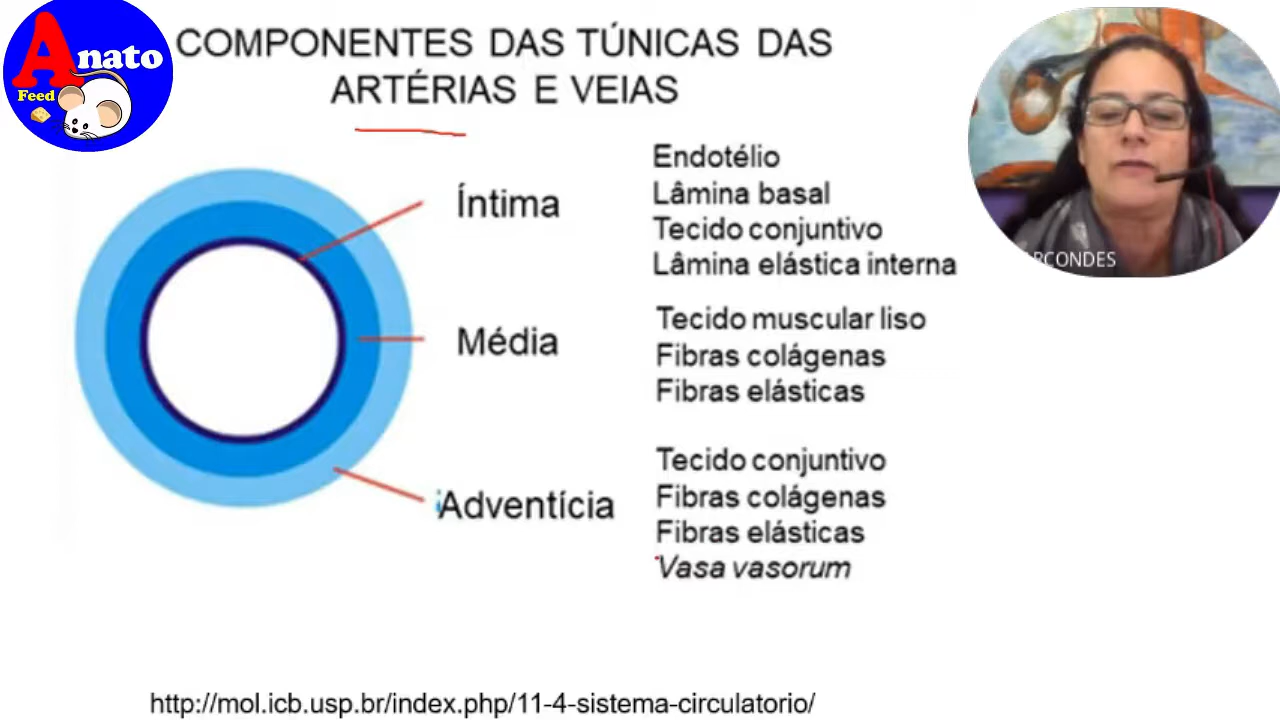 Anato
Feed
COMPONENTES DAS TÚNICAS DAS
ARTÉRIAS E VEIAS
Íntima
Endotélio
Lâmina basal
Tecido conjuntivo
Lâmina elástica interna
Média
Tecido muscular liso
Fibras colágenas
Fibras elásticas
Adventícia
Tecido conjuntivo
Fibras colágenas
Fibras elásticas
Vasa vasorum
http://mol.icb.usp.br/index.php/11-4-sistema-circulatorio/